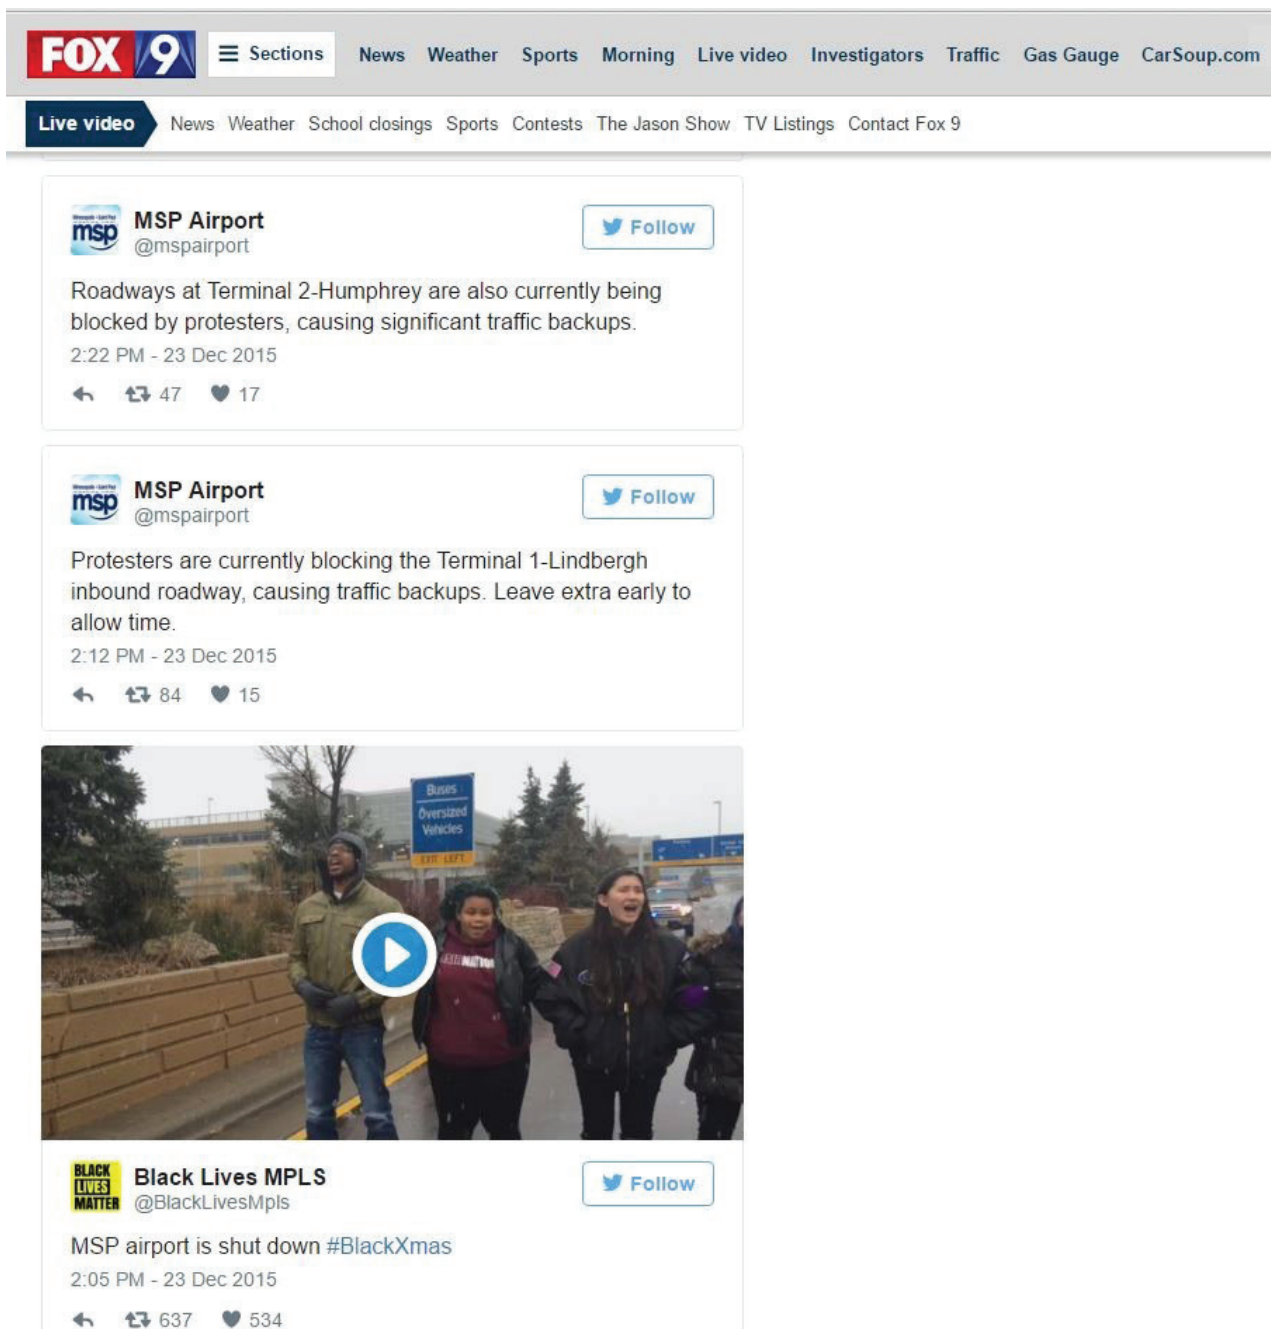 FOX 9 Sections News Weather Sports Morning Live video Investigators Traffic Gas Gauge CarSoup.com
Live video News Weather School closings Sports Contests The Jason Show TV Listings Contact Fox 9
msp
MSP Airport
@mspairport
Follow
Roadways at Terminal 2-Humphrey are also currently being
blocked by protesters, causing significant traffic backups.
2:22 PM - 23 Dec 2015
47 17
msp
MSP Airport
@mspairport
Follow
Protesters are currently blocking the Terminal 1-Lindbergh
inbound roadway, causing traffic backups. Leave extra early to
allow time.
2:12 PM - 23 Dec 2015
84 15
Buses
Oversized
Vehicles
EXIT LEFT
BLACK
LIVES
MATTER
Black Lives MPLS
@BlackLivesMpls
Follow
MSP airport is shut down #BlackXmas
2:05 PM - 23 Dec 2015
637 534